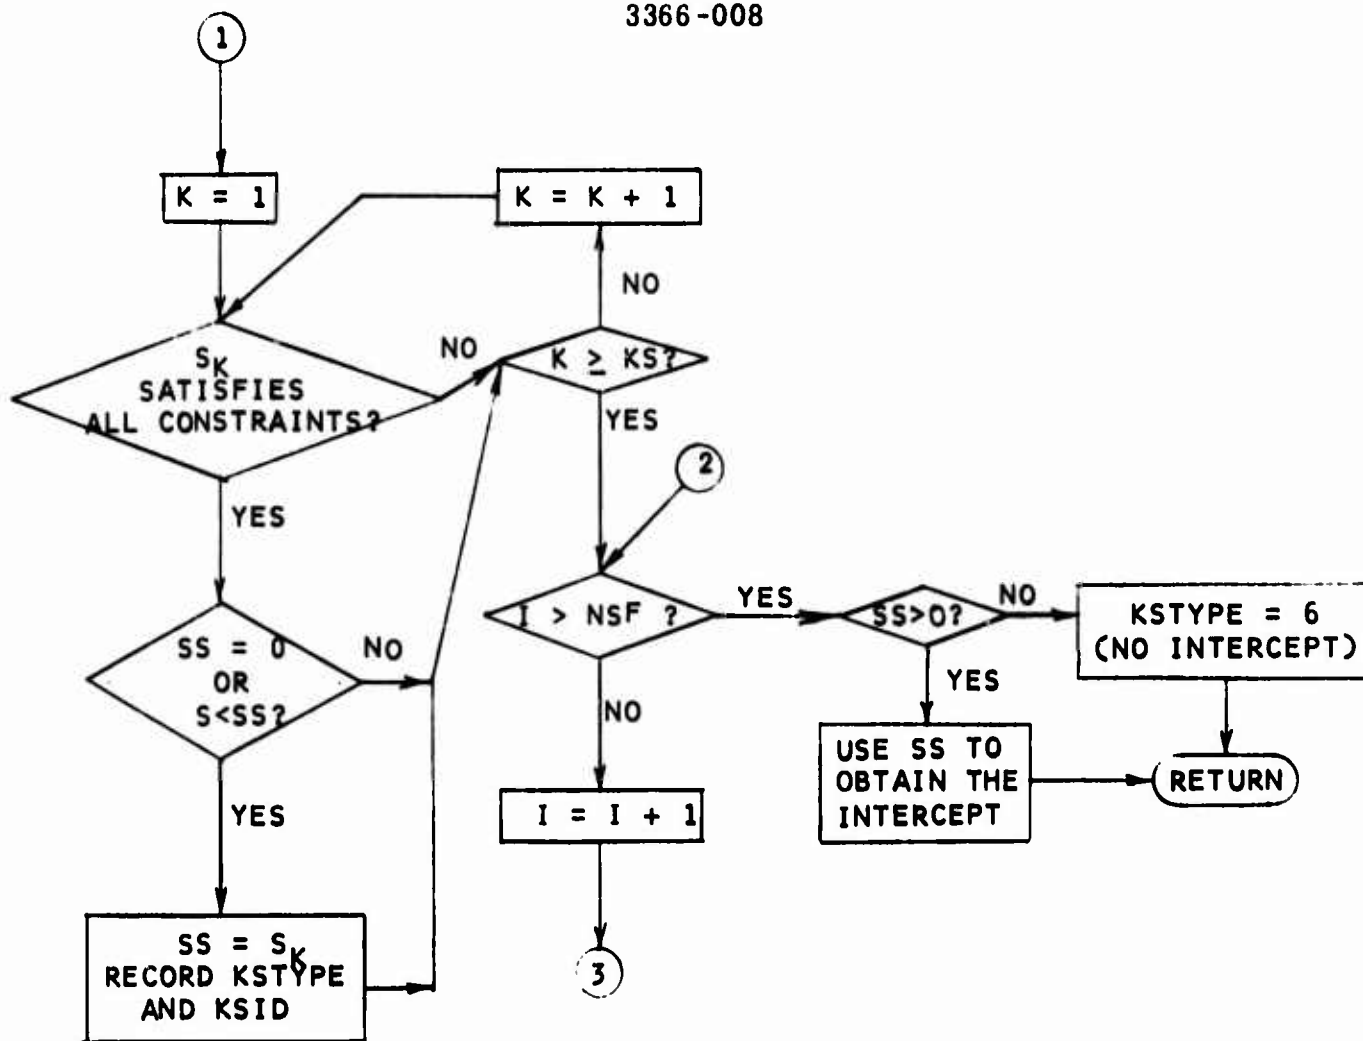 3366-008
1
K = 1
K = K + 1
NO
S_K
SATISFIES
ALL CONSTRAINTS?
NO
K ≥ KS?
YES
2
YES
SS = 0
OR
S<SS?
NO
I > NSF ?
YES
SS>0?
NO
KSTYPE = 6
(NO INTERCEPT)
YES
NO
USE SS TO
OBTAIN THE
INTERCEPT
RETURN
YES
I = I + 1
SS = S_K
RECORD KSTYPE
AND KSID
3